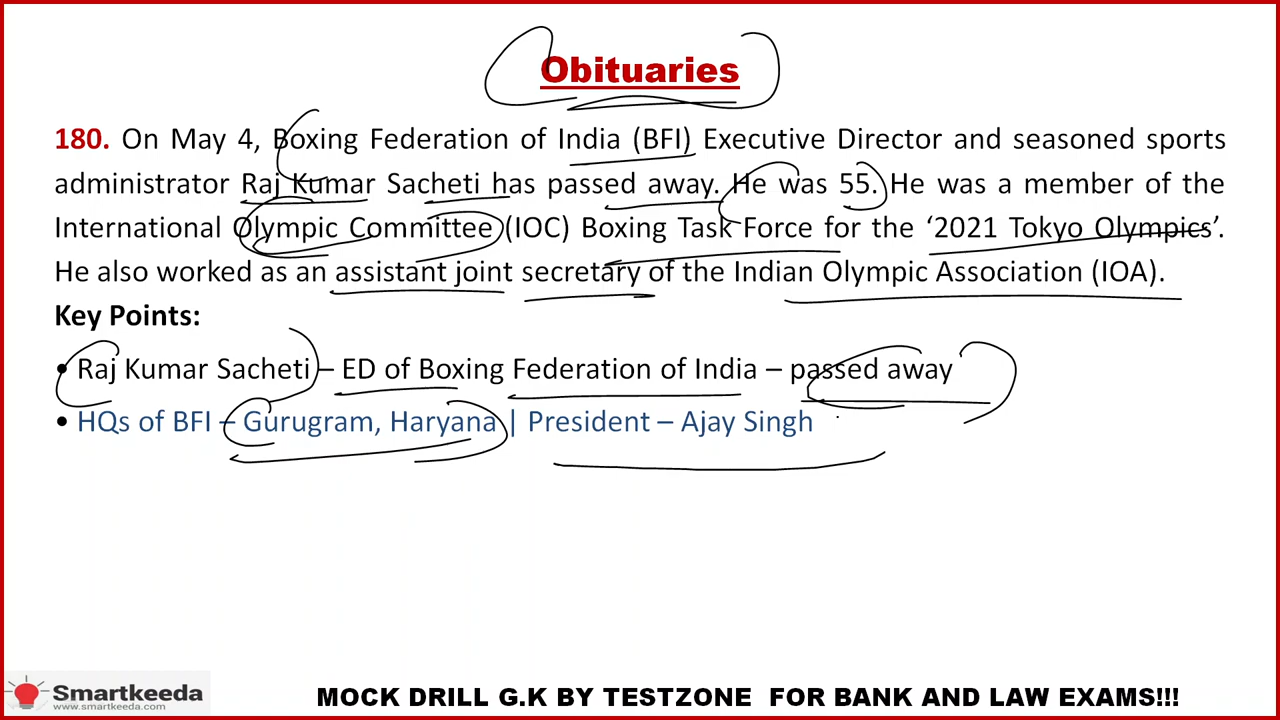 Obituaries
180. On May 4, Boxing Federation of India (BFI) Executive Director and seasoned sports
administrator Raj Kumar Sacheti has passed away. He was 55. He was a member of the
International Olympic Committee (IOC) Boxing Task Force for the ‘2021 Tokyo Olympics’.
He also worked as an assistant joint secretary of the Indian Olympic Association (IOA).
Key Points:
• Raj Kumar Sacheti – ED of Boxing Federation of India – passed away
• HQs of BFI – Gurugram, Haryana | President – Ajay Singh
Smartkeeda
www.smartkeeda.com
MOCK DRILL G.K BY TESTZONE FOR BANK AND LAW EXAMS!!!